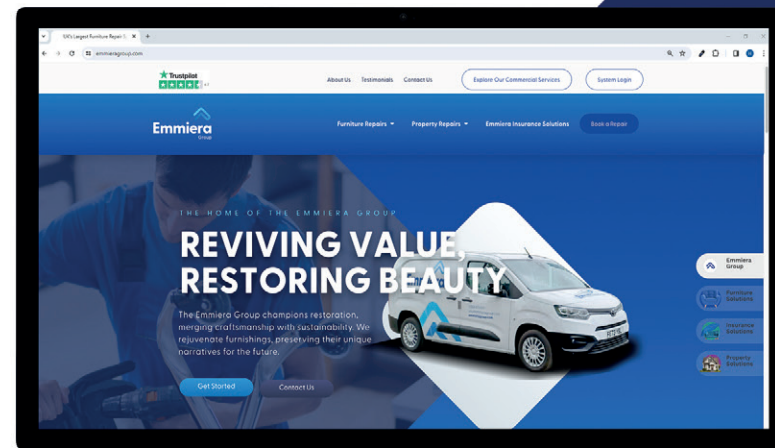 UK's Largest Furniture Repair S
emmieragroup.com
Trustpilot
About Us Testimonials Contact Us Explore Our Commercial Services System Login
Emmiera
Group
Furniture Repairs Property Repairs Emmiera Insurance Solutions Book a Repair
THE HOME OF THE EMMIERA GROUP
REVIVING VALUE,
RESTORING BEAUTY
The Emmiera Group champions restoration,
merging craftsmanship with sustainability. We
rejuvenate furnishings, preserving their unique
narratives for the future.
Get Started Contact Us
Emmiera
Group
Furniture
Solutions
Insurance
Solutions
Property
Solutions